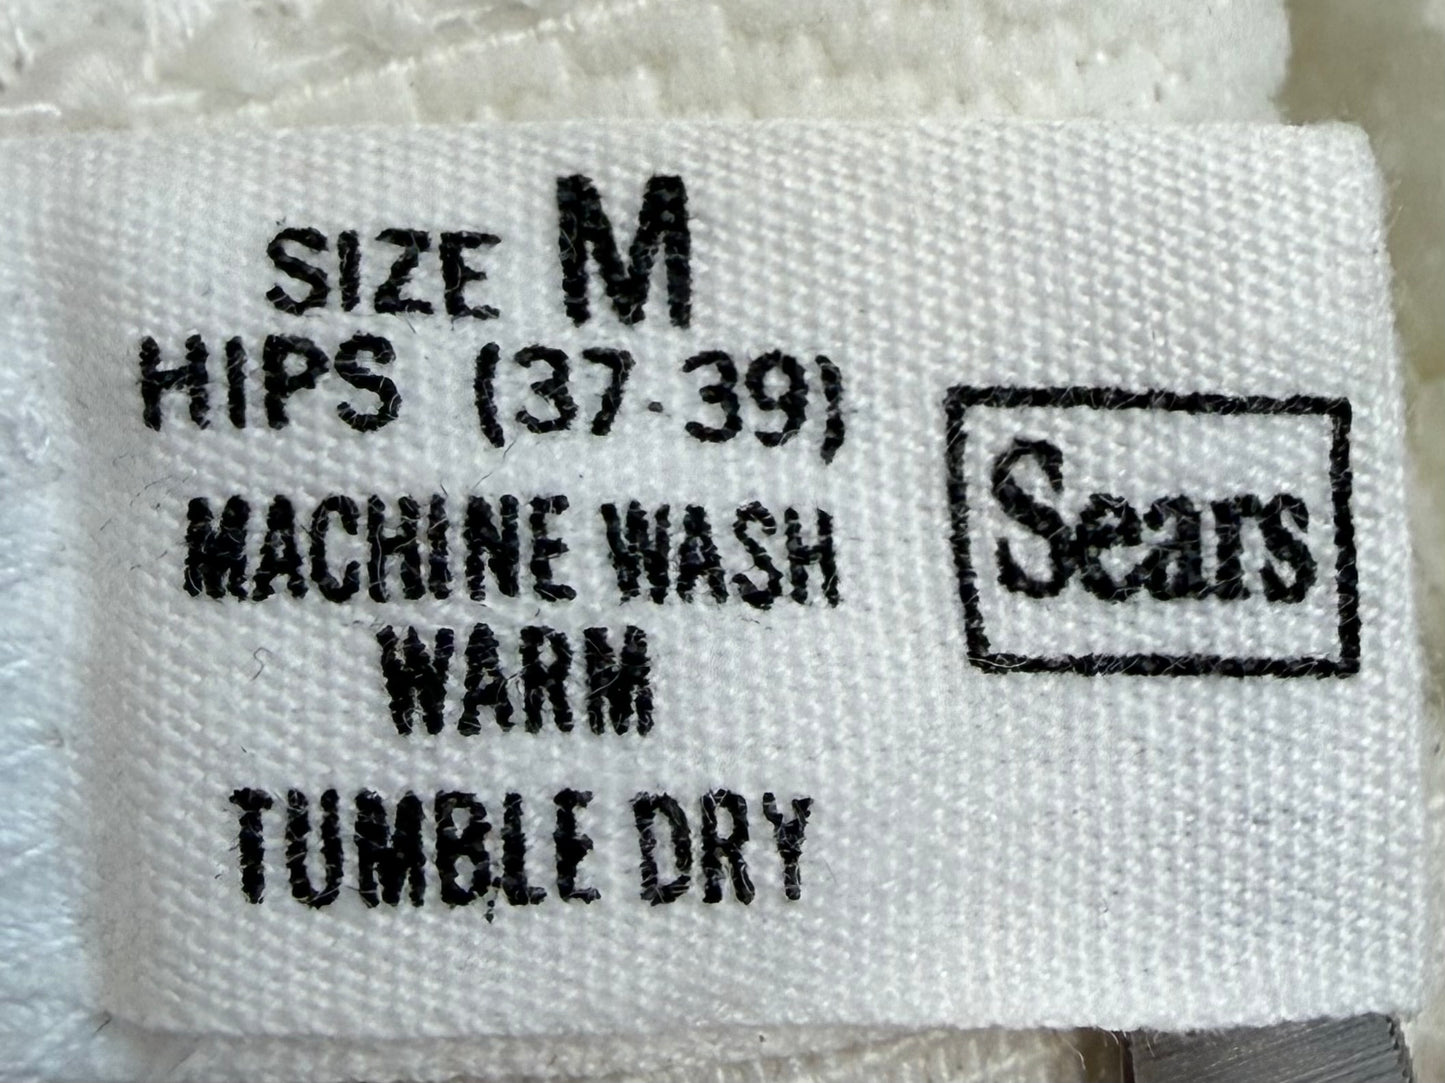 SIZE M
HIPS (37-39)
MACHINE WASH
WARM
TUMBLE DRY
Sears